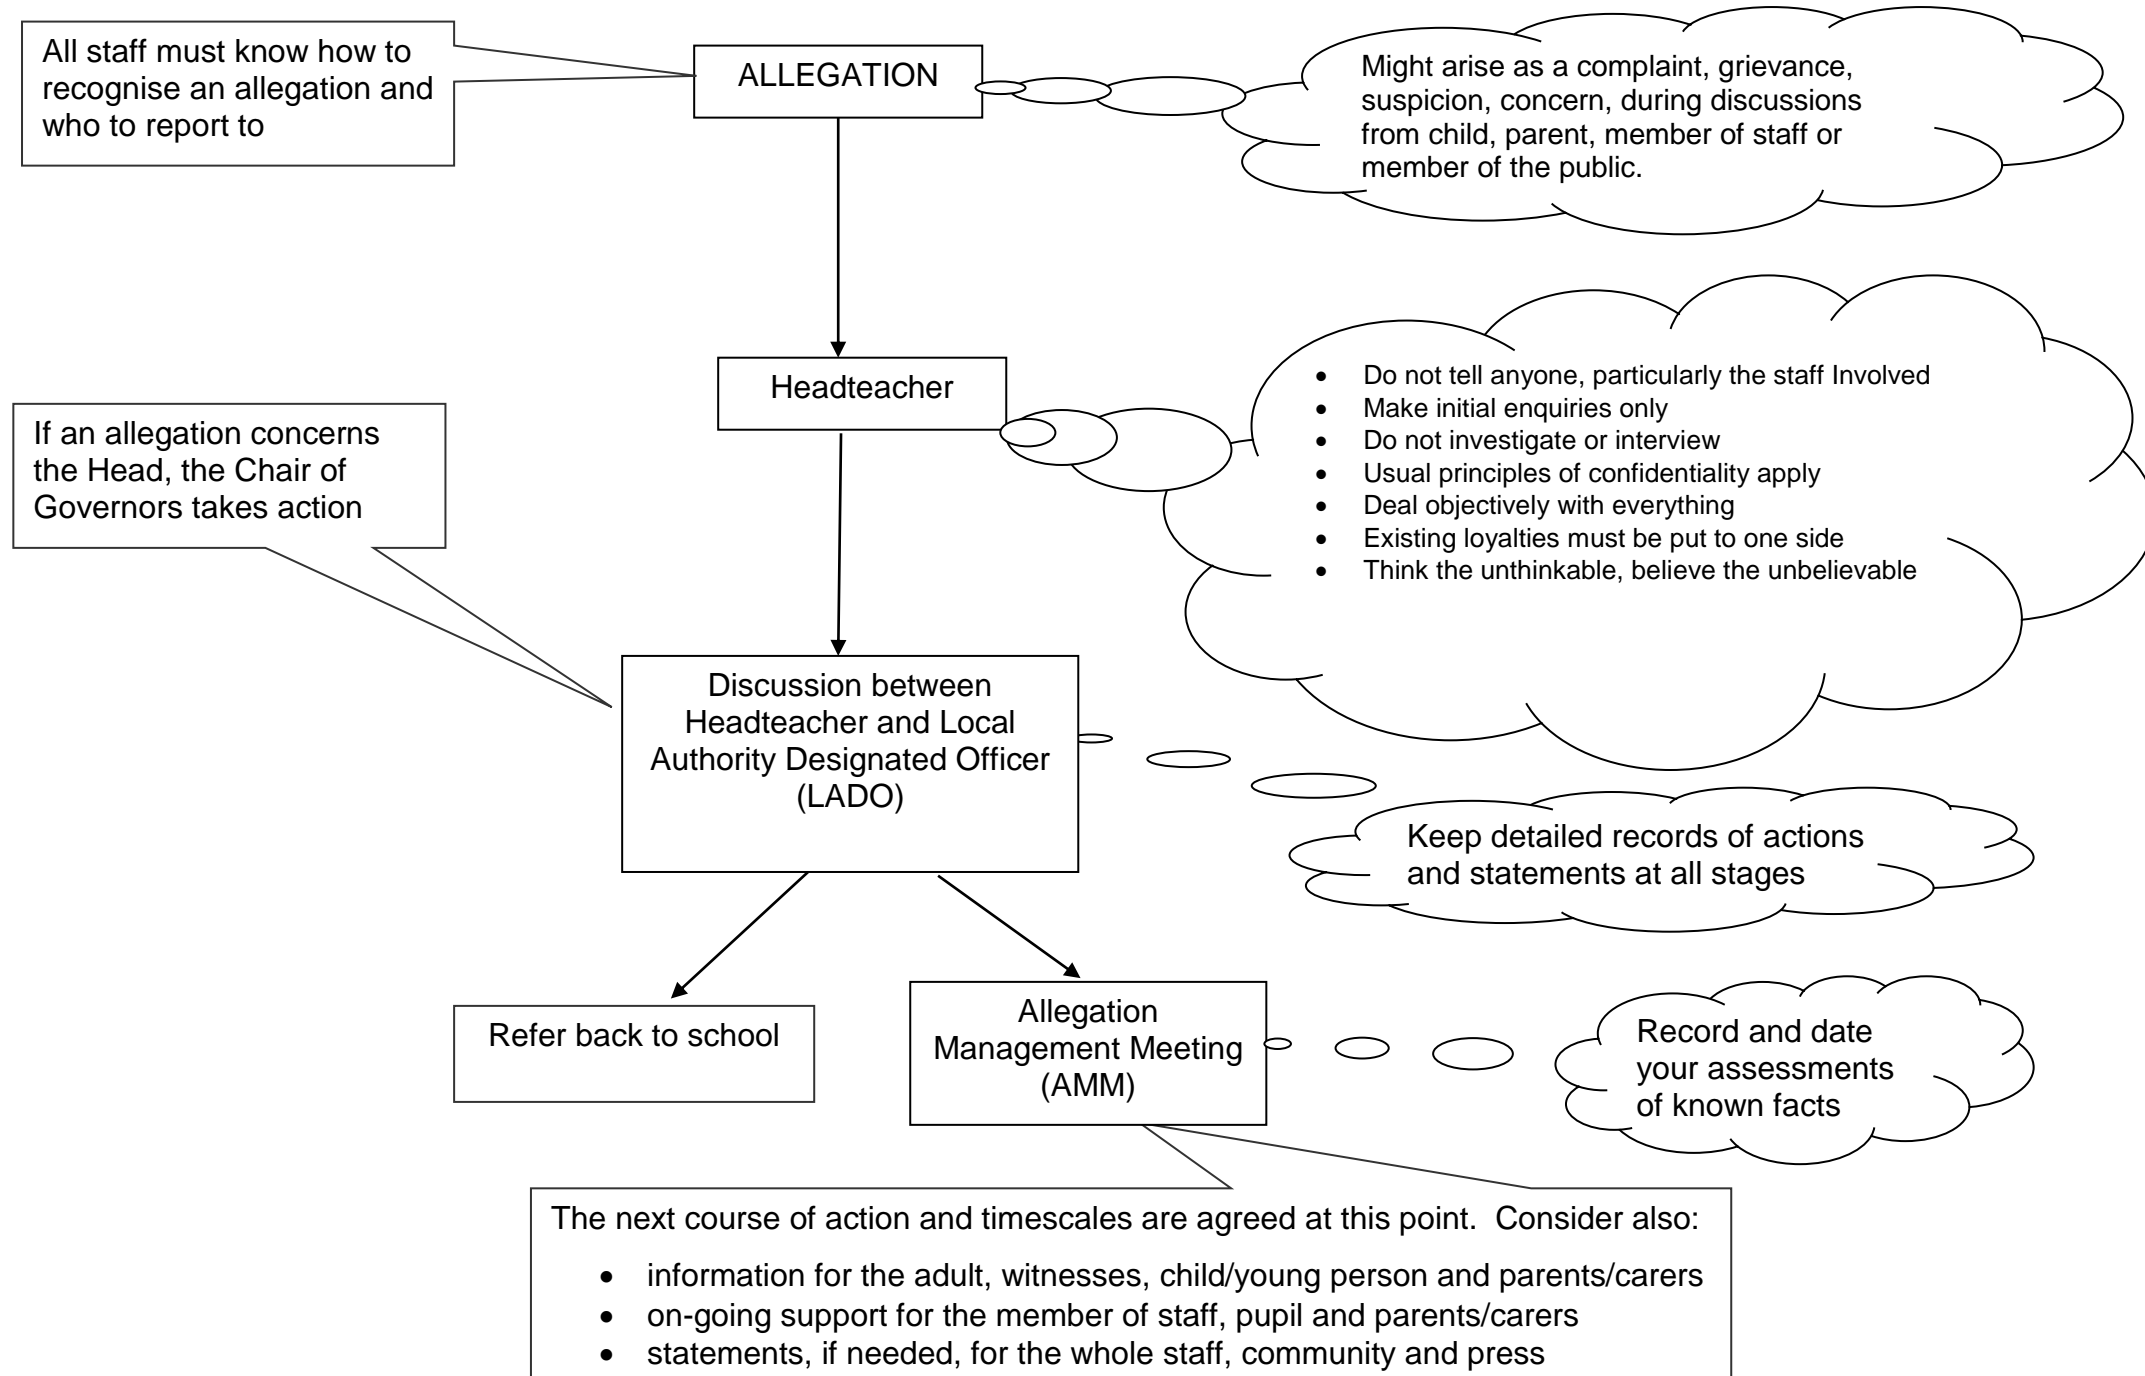 All staff must know how to
recognise an allegation and
who to report to
ALLEGATION
Might arise as a complaint, grievance,
suspicion, concern, during discussions
from child, parent, member of staff or
member of the public.
Headteacher
• Do not tell anyone, particularly the staff Involved
• Make initial enquiries only
• Do not investigate or interview
• Usual principles of confidentiality apply
• Deal objectively with everything
• Existing loyalties must be put to one side
• Think the unthinkable, believe the unbelievable
If an allegation concerns
the Head, the Chair of
Governors takes action
Discussion between
Headteacher and Local
Authority Designated Officer
(LADO)
Keep detailed records of actions
and statements at all stages
Refer back to school
Allegation
Management Meeting
(AMM)
Record and date
your assessments
of known facts
The next course of action and timescales are agreed at this point.  Consider also:
• information for the adult, witnesses, child/young person and parents/carers
• on-going support for the member of staff, pupil and parents/carers
• statements, if needed, for the whole staff, community and press